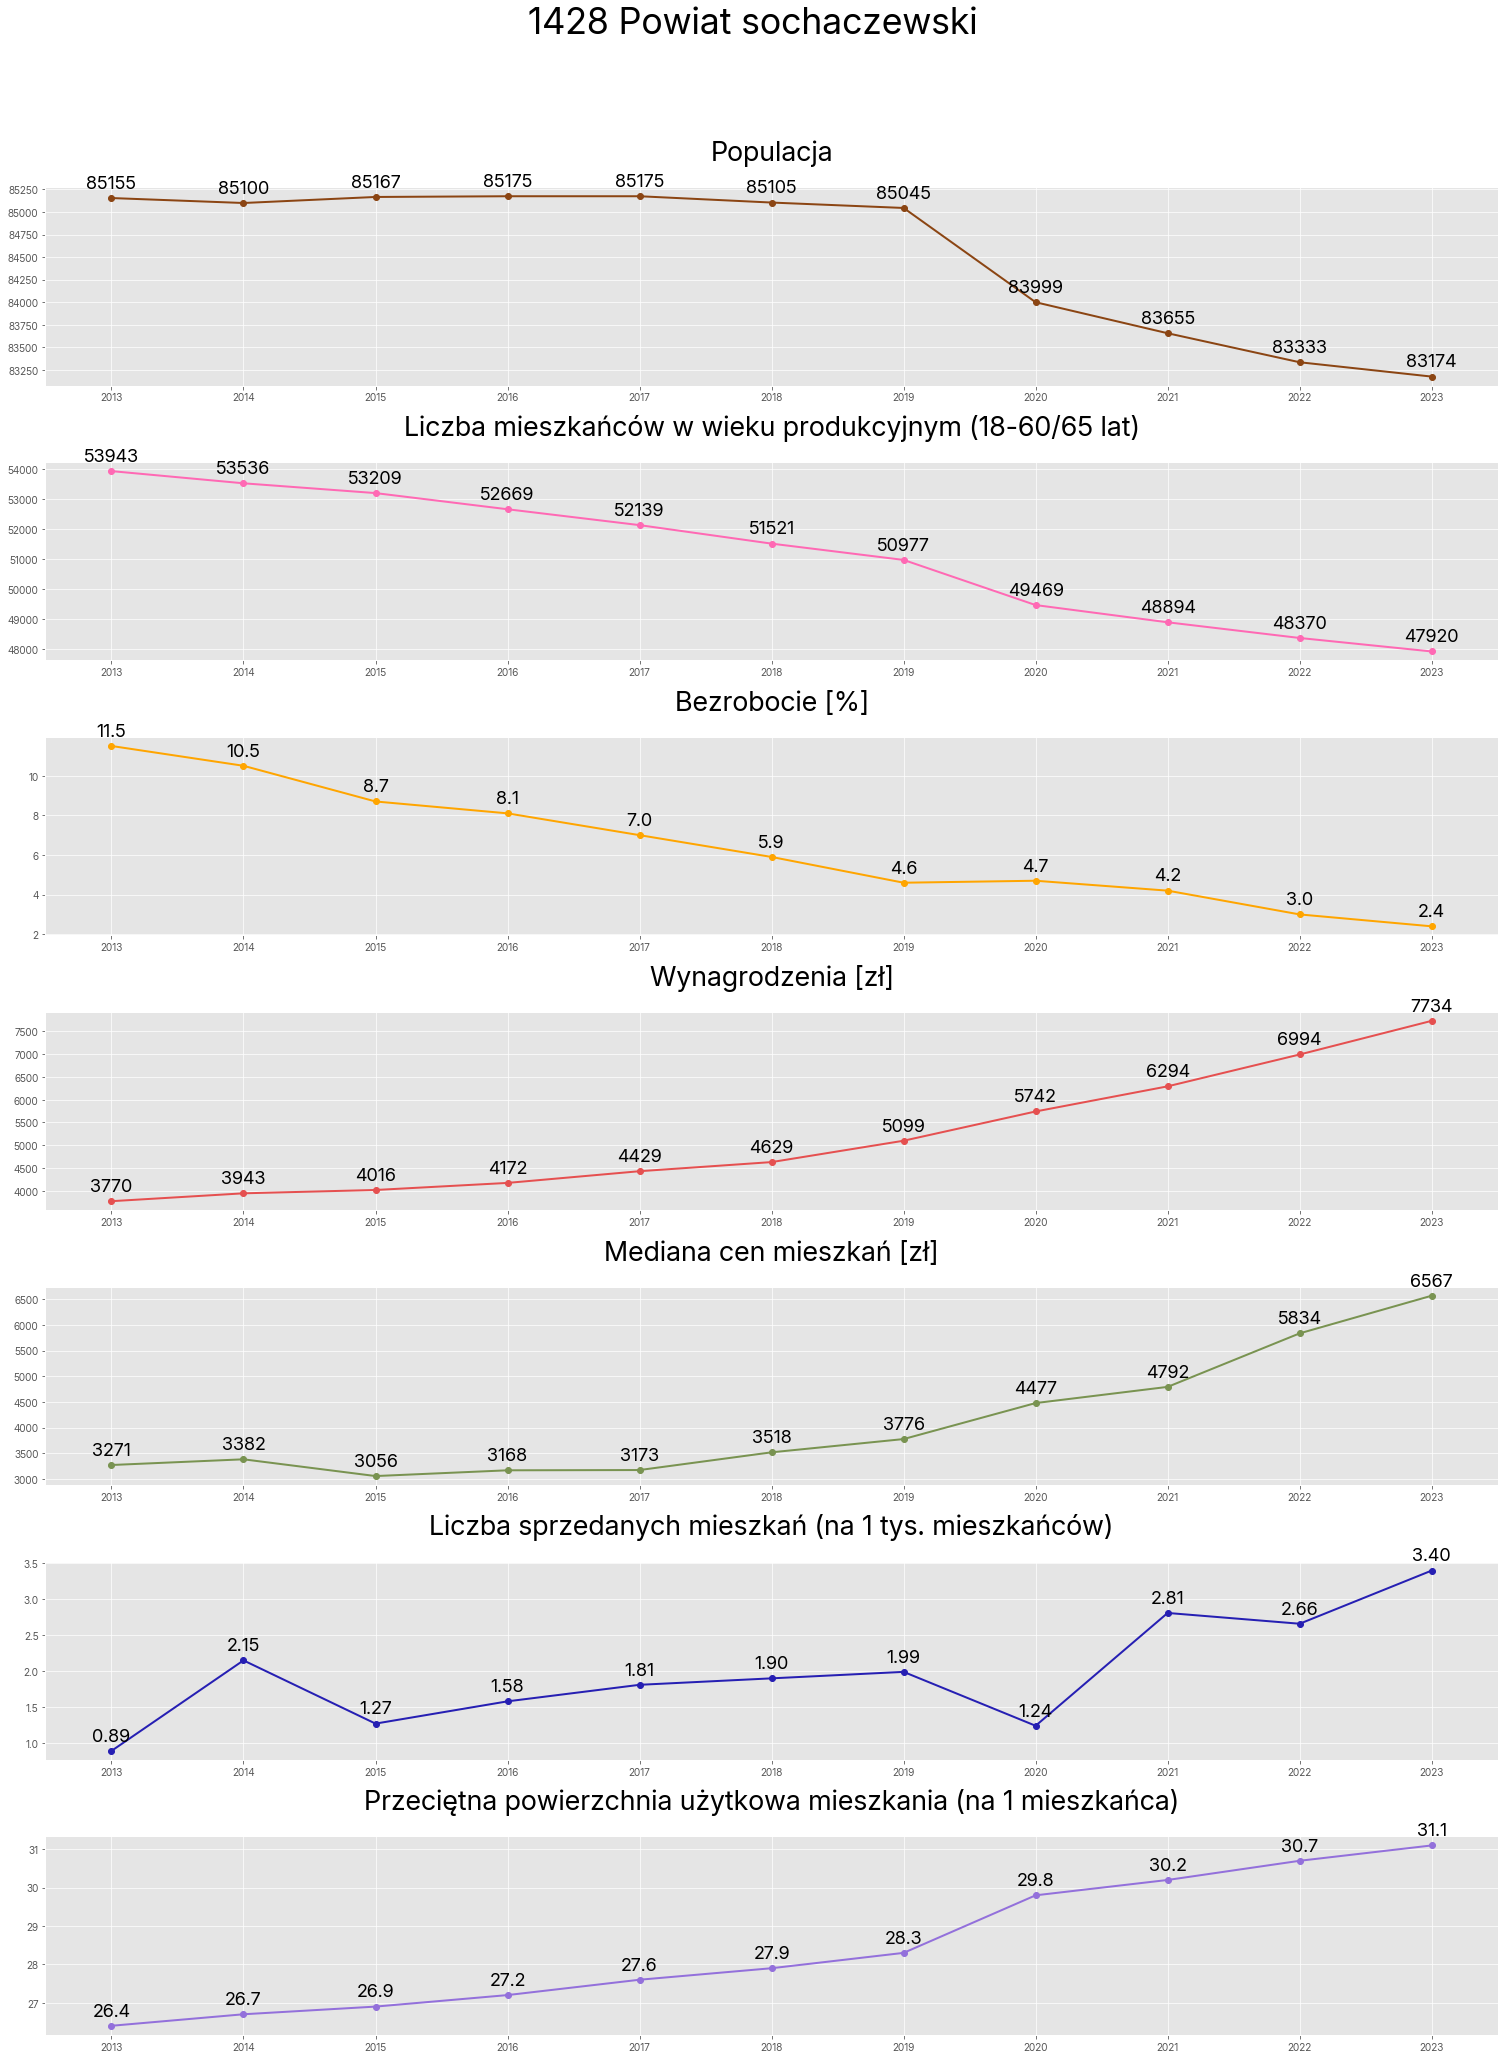 1428 Powiat sochaczewski
Populacja
85155 85100 85167 85175 85175 85105 85045 83999 83655 83333 83174
85250
85000
84750
84500
84250
84000
83750
83500
83250
2013 2014 2015 2016 2017 2018 2019 2020 2021 2022 2023
Liczba mieszkańców w wieku produkcyjnym (18-60/65 lat)
53943 53536 53209 52669 52139 51521 50977 49469 48894 48370 47920
54000
53000
52000
51000
50000
49000
48000
2013 2014 2015 2016 2017 2018 2019 2020 2021 2022 2023
Bezrobocie [%]
11.5 10.5 8.7 8.1 7.0 5.9 4.6 4.7 4.2 3.0 2.4
10
8
6
4
2
2013 2014 2015 2016 2017 2018 2019 2020 2021 2022 2023
Wynagrodzenia [zł]
3770 3943 4016 4172 4429 4629 5099 5742 6294 6994 7734
7500
7000
6500
6000
5500
5000
4500
4000
2013 2014 2015 2016 2017 2018 2019 2020 2021 2022 2023
Mediana cen mieszkań [zł]
3271 3382 3056 3168 3173 3518 3776 4477 4792 5834 6567
6500
6000
5500
5000
4500
4000
3500
3000
2013 2014 2015 2016 2017 2018 2019 2020 2021 2022 2023
Liczba sprzedanych mieszkań (na 1 tys. mieszkańców)
0.89 2.15 1.27 1.58 1.81 1.90 1.99 1.24 2.81 2.66 3.40
3.5
3.0
2.5
2.0
1.5
1.0
2013 2014 2015 2016 2017 2018 2019 2020 2021 2022 2023
Przeciętna powierzchnia użytkowa mieszkania (na 1 mieszkańca)
26.4 26.7 26.9 27.2 27.6 27.9 28.3 29.8 30.2 30.7 31.1
31
30
29
28
27
2013 2014 2015 2016 2017 2018 2019 2020 2021 2022 2023